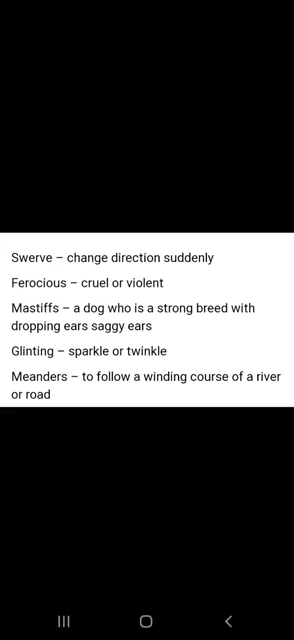 Swerve – change direction suddenly
Ferocious – cruel or violent
Mastiffs – a dog who is a strong breed with
dropping ears saggy ears
Glinting – sparkle or twinkle
Meanders – to follow a winding course of a river
or road